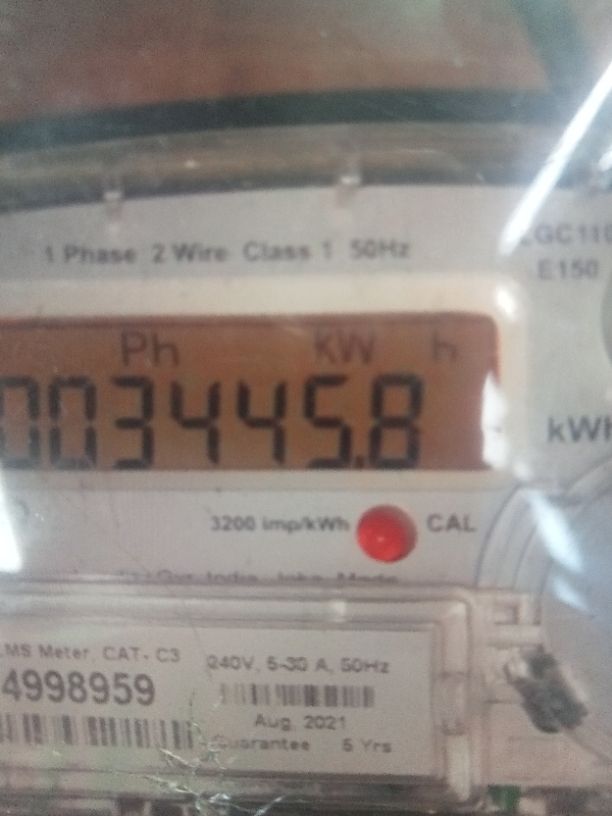 1 Phase 2 Wire Class 1 50Hz
E150
Ph kW h
003445.8
kWh
3200 imp/kWh CAL
MS Meter, CAT- C3
4998959
240V, 5-30 A, 50Hz
Aug, 2021
Guarantee 5 Yrs